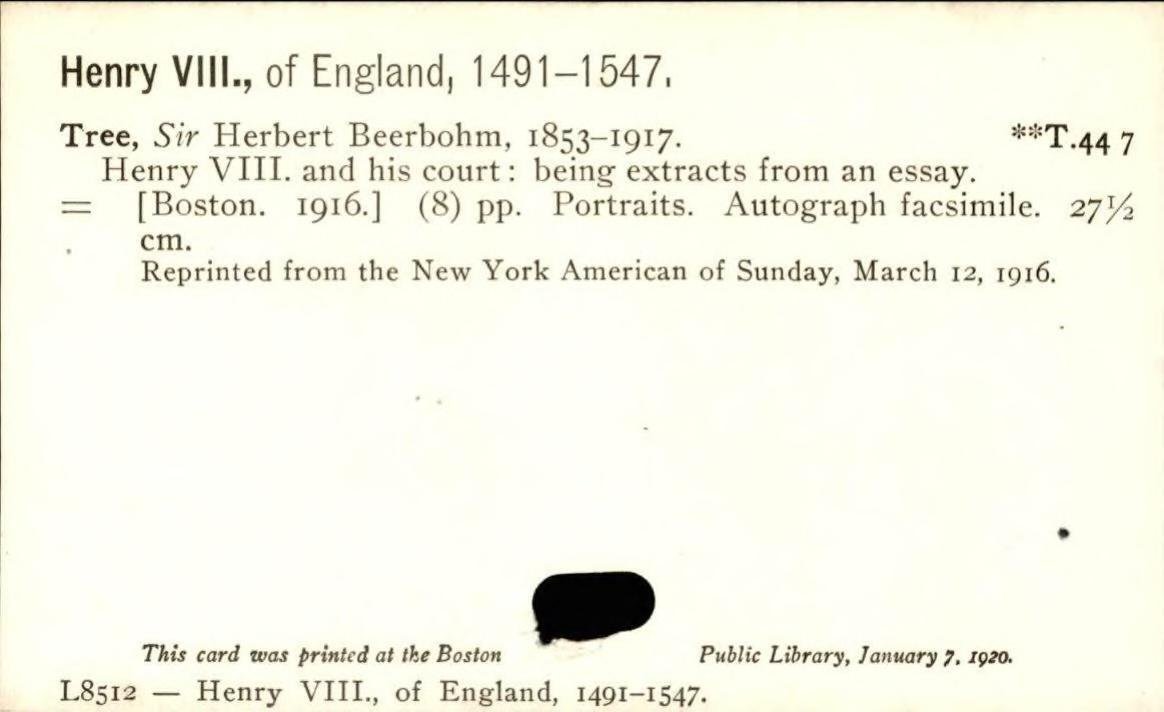 Henry VIII., of England, 1491–1547.
Tree, Sir Herbert Beerbohm, 1853–1917. **T.44 7
Henry VIII. and his court: being extracts from an essay.
= [Boston. 1916.] (8) pp. Portraits. Autograph facsimile. 27½
cm.
Reprinted from the New York American of Sunday, March 12, 1916.
This card was printed at the Boston Public Library, January 7, 1920.
L8512 — Henry VIII., of England, 1491–1547.